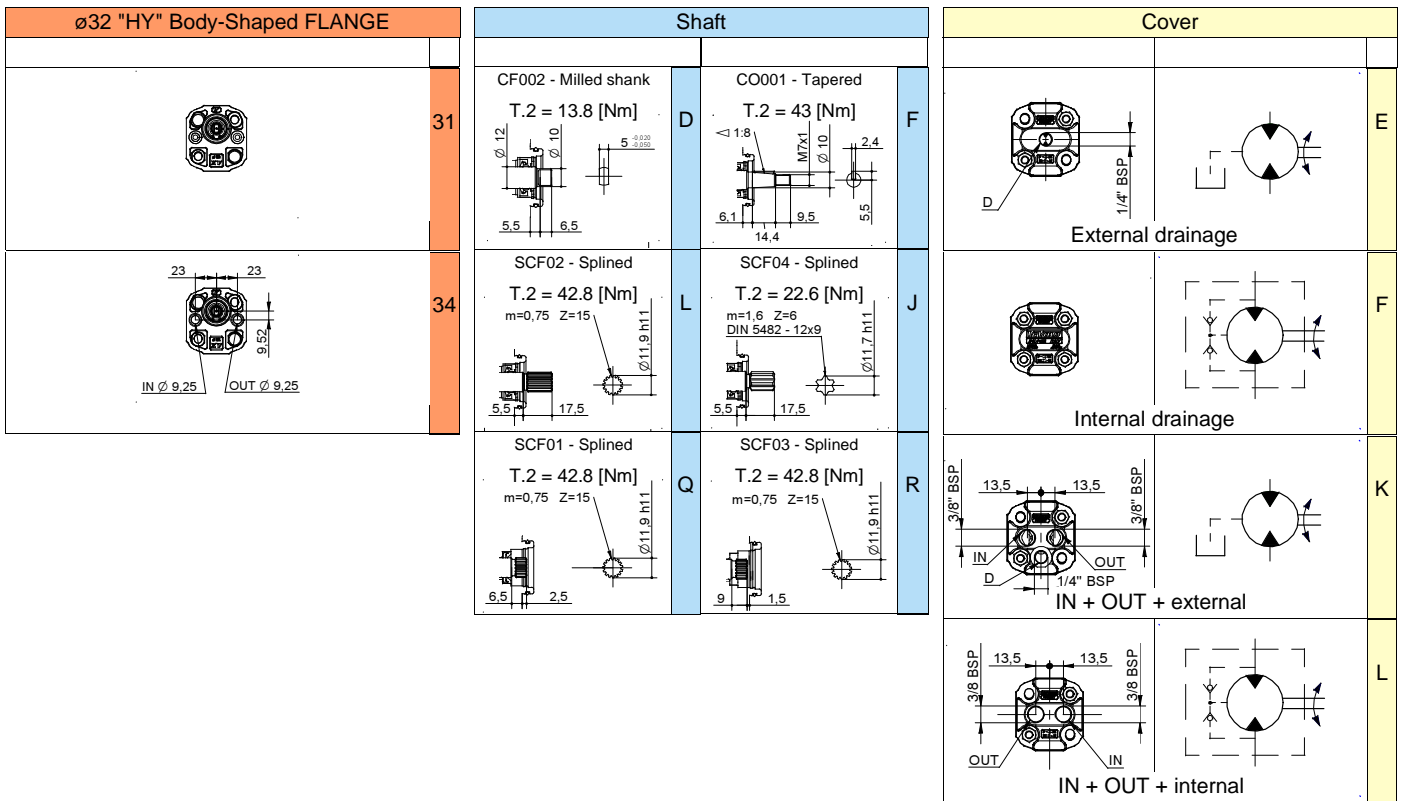 ø32 "HY" Body-Shaped FLANGE
31
23 23
9,52
IN Ø 9,25 OUT Ø 9,25
34
Shaft
CF002 - Milled shank
T.2 = 13.8 [Nm]
Ø 12
Ø 10
5 -0.020 -0.050
5,5 6,5
D
CO001 - Tapered
T.2 = 43 [Nm]
1:8
M7x1
Ø 10
2,4
5,5
6,1 9,5
14,4
F
SCF02 - Splined
T.2 = 42.8 [Nm]
m=0,75 Z=15
Ø11,9 h11
5,5 17,5
L
SCF04 - Splined
T.2 = 22.6 [Nm]
m=1,6 Z=6
DIN 5482 - 12x9
Ø11,7 h11
5,5 17,5
J
SCF01 - Splined
T.2 = 42.8 [Nm]
m=0,75 Z=15
Ø11,9 h11
6,5 2,5
Q
SCF03 - Splined
T.2 = 42.8 [Nm]
m=0,75 Z=15
Ø11,9 h11
9 1,5
R
Cover
D
1/4" BSP
External drainage
E
Internal drainage
F
3/8" BSP
13,5 13,5
3/8" BSP
IN
OUT
D
1/4" BSP
IN + OUT + external
K
3/8 BSP
13,5 13,5
3/8 BSP
OUT IN
IN + OUT + internal
L